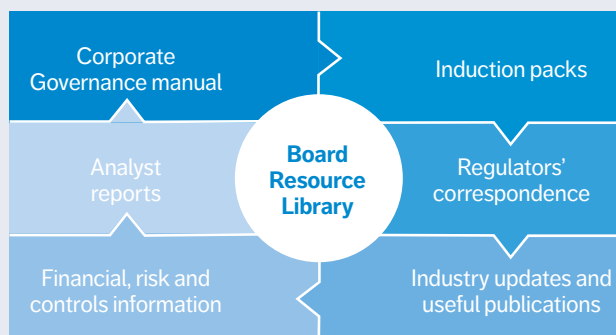 Corporate
Governance manual
Induction packs
Analyst
reports
Board
Resource
Library
Regulators'
correspondence
Financial, risk and
controls information
Industry updates and
useful publications